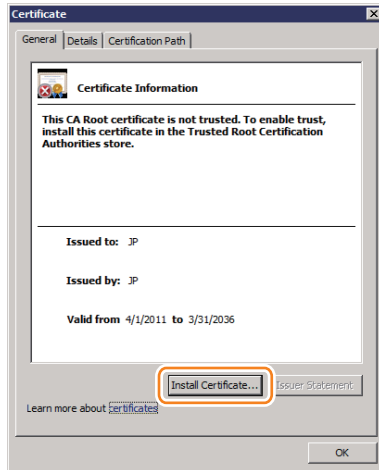 Certificate
General Details Certification Path
Certificate Information
This CA Root certificate is not trusted. To enable trust,
install this certificate in the Trusted Root Certification
Authorities store.
Issued to: JP
Issued by: JP
Valid from 4/1/2011 to 3/31/2036
Install Certificate... Issuer Statement
Learn more about certificates
OK